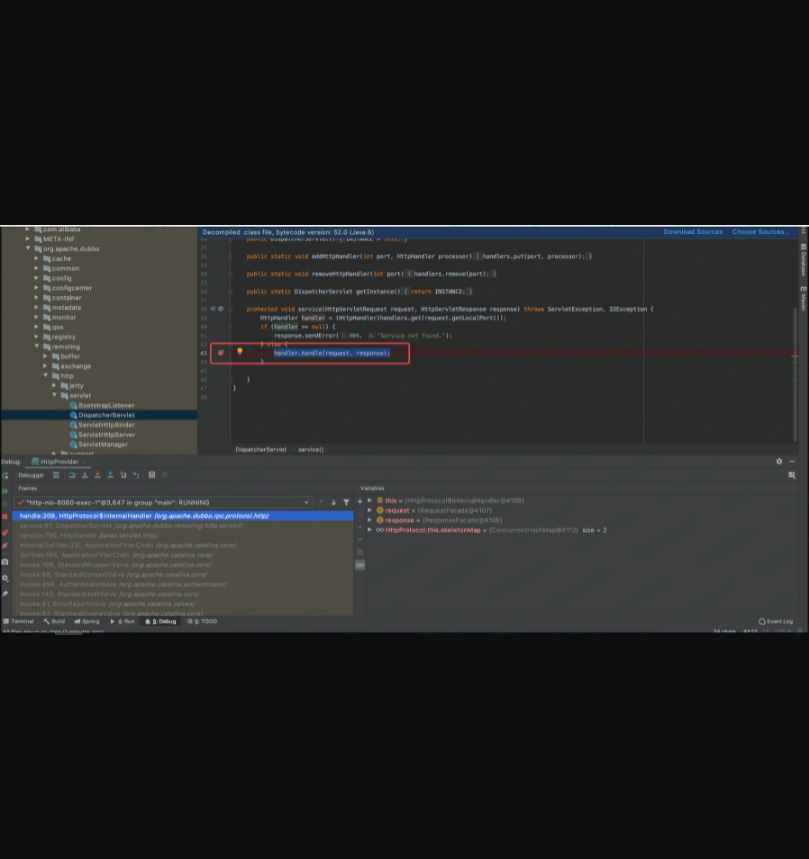 com.alibaba
META-INF
org.apache.dubbo
cache
common
config
configcenter
container
metadata
monitor
qos
registry
remoting
buffer
exchange
http
jetty
servlet
BootstrapListener
DispatcherServlet
ServletHttpBinder
ServletHttpServer
ServletManager
Decompiled .class file, bytecode version: 52.0 (Java 8)
Download Sources Choose Sources...
public DispatcherServlet() { INSTANCE = this; }
public static void addHttpHandler(int port, HttpHandler processor) { handlers.put(port, processor); }
public static void removeHttpHandler(int port) { handlers.remove(port); }
public static DispatcherServlet getInstance() { return INSTANCE; }
protected void service(HttpServletRequest request, HttpServletResponse response) throws ServletException, IOException {
HttpHandler handler = (HttpHandler)handlers.get(request.getLocalPort());
if (handler == null) {
response.sendError( 404, "Service not found.");
} else {
43 handler.handle(request, response);
}
}
}
DispatcherServlet › service()
Database
Maven
Debug: HttpProvider
Debugger
Frames
"http-nio-8080-exec-1"@3,847 in group "main": RUNNING
handle:209, HttpProtocol$InternalHandler (org.apache.dubbo.rpc.protocol.http)
service:61, DispatcherServlet (org.apache.dubbo.remoting.http.servlet)
service:790, HttpServlet (javax.servlet.http)
internalDoFilter:231, ApplicationFilterChain (org.apache.catalina.core)
doFilter:166, ApplicationFilterChain (org.apache.catalina.core)
invoke:198, StandardWrapperValve (org.apache.catalina.core)
invoke:96, StandardContextValve (org.apache.catalina.core)
invoke:496, AuthenticatorBase (org.apache.catalina.authenticator)
invoke:140, StandardHostValve (org.apache.catalina.core)
invoke:81, ErrorReportValve (org.apache.catalina.valves)
invoke:87, StandardEngineValve (org.apache.catalina.core)
Variables
this = {HttpProtocol$InternalHandler@4109}
request = {RequestFacade@4107}
response = {ResponseFacade@4108}
HttpProtocol.this.skeletonMap = {ConcurrentHashMap@4112} size = 2
Terminal Build Spring 4: Run 5: Debug 6: TODO
Event Log